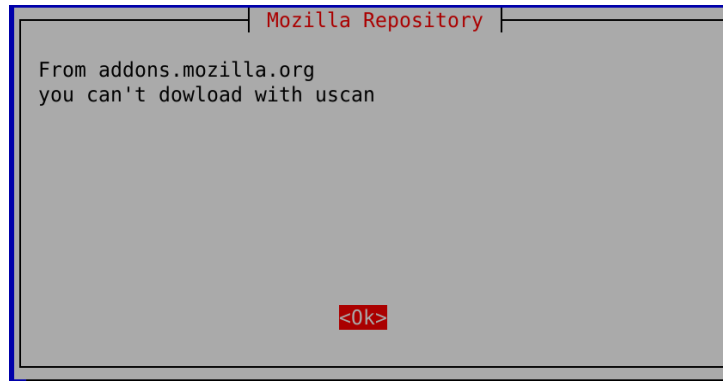 Mozilla Repository
From addons.mozilla.org
you can't dowload with uscan
<Ok>